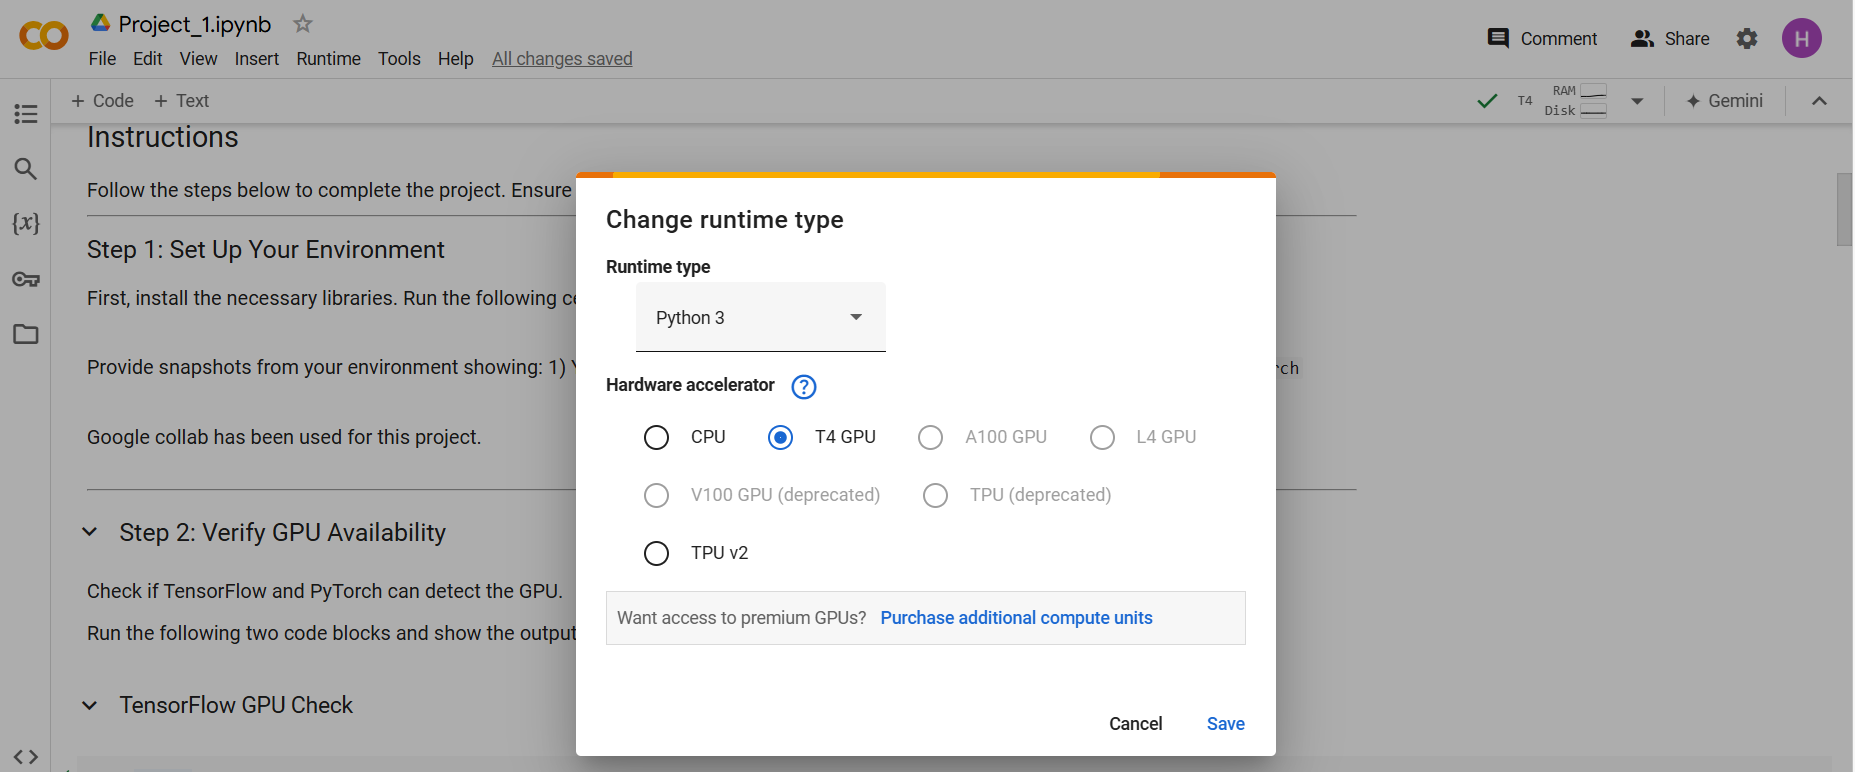 Project_1.ipynb
File Edit View Insert Runtime Tools Help All changes saved
Comment Share H
+ Code + Text
T4 RAM Disk Gemini
Instructions
Follow the steps below to complete the project. Ensure
Step 1: Set Up Your Environment
First, install the necessary libraries. Run the following
Provide snapshots from your environment showing: 1)
Google collab has been used for this project.
Step 2: Verify GPU Availability
Check if TensorFlow and PyTorch can detect the GPU.
Run the following two code blocks and show the output
TensorFlow GPU Check
Change runtime type
Runtime type
Python 3
Hardware accelerator ?
CPU T4 GPU A100 GPU L4 GPU
V100 GPU (deprecated) TPU (deprecated)
TPU v2
Want access to premium GPUs? Purchase additional compute units
Cancel Save